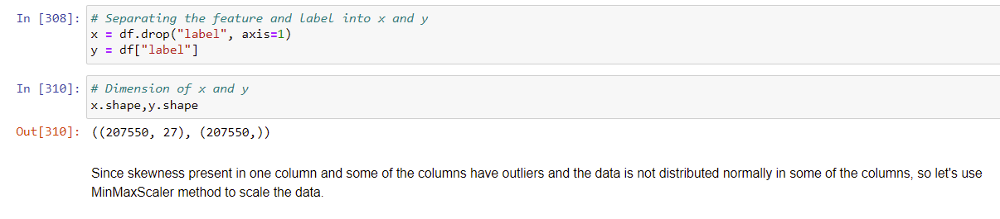 In [308]: # Separating the feature and label into x and y
x = df.drop("label", axis=1)
y = df["label"]
In [310]: # Dimension of x and y
x.shape,y.shape
Out[310]: ((207550, 27), (207550,))
Since skewness present in one column and some of the columns have outliers and the data is not distributed normally in some of the columns, so let's use
MinMaxScaler method to scale the data.